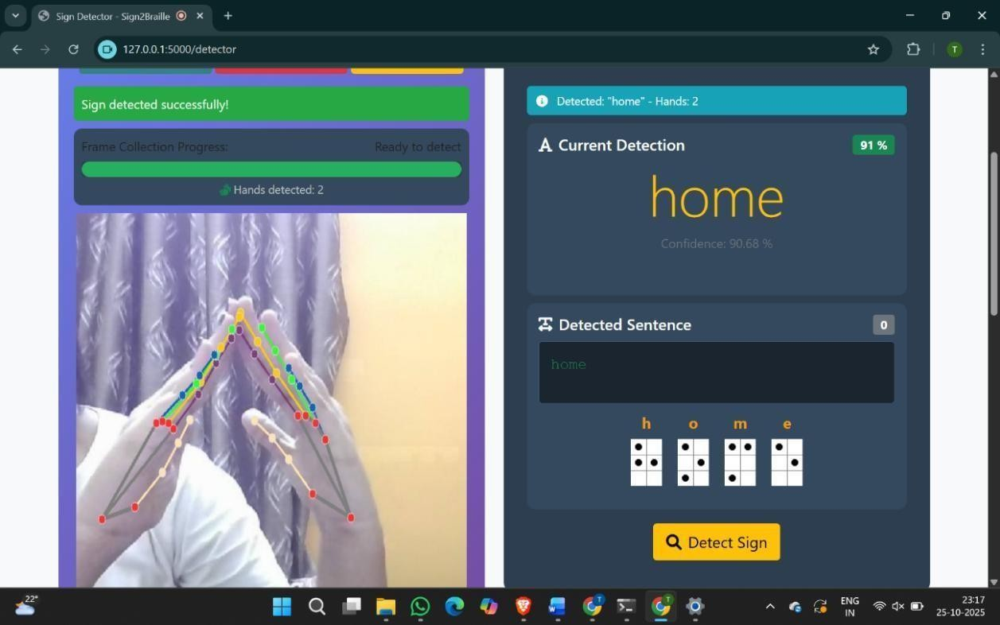 Sign Detector - Sign2Braille
127.0.0.1:5000/detector
Sign detected successfully!
Frame Collection Progress: Ready to detect
Hands detected: 2
Detected: "home" - Hands: 2
Current Detection 91 %
home
Confidence: 90.68 %
Detected Sentence 0
home
h o m e
Detect Sign
22°
ENG
IN
23:17
25-10-2025
T
T
T